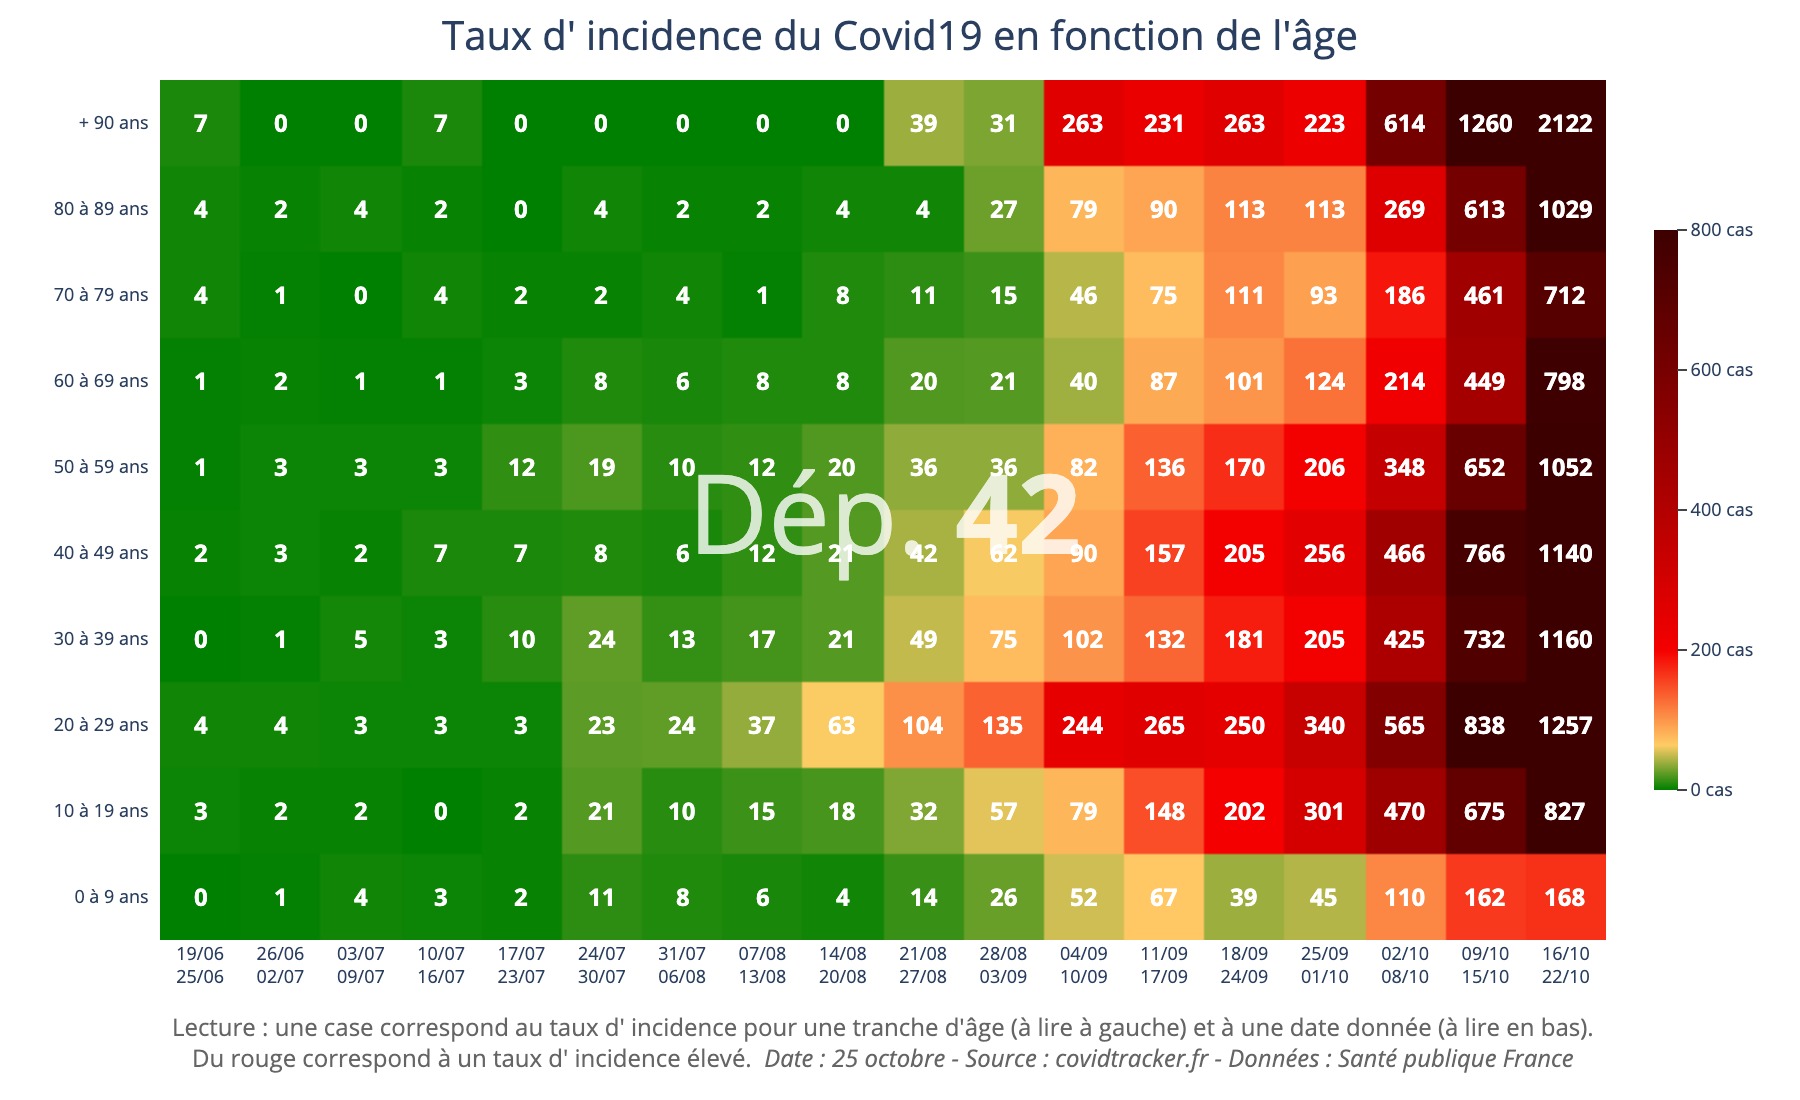 Taux d' incidence du Covid19 en fonction de l'âge
+ 90 ans 7 0 0 7 0 0 0 0 0 39 31 263 231 263 223 614 1260 2122
80 à 89 ans 4 2 4 2 0 4 2 2 4 4 27 79 90 113 113 269 613 1029
70 à 79 ans 4 1 0 4 2 2 4 1 8 11 15 46 75 111 93 186 461 712
60 à 69 ans 1 2 1 1 3 8 6 8 8 20 21 40 87 101 124 214 449 798
50 à 59 ans 1 3 3 3 12 19 10 12 20 36 36 82 136 170 206 348 652 1052
Dép. 42
40 à 49 ans 2 3 2 7 7 8 6 12 21 42 62 90 157 205 256 466 766 1140
30 à 39 ans 0 1 5 3 10 24 13 17 21 49 75 102 132 181 205 425 732 1160
20 à 29 ans 4 4 3 3 3 23 24 37 63 104 135 244 265 250 340 565 838 1257
10 à 19 ans 3 2 2 0 2 21 10 15 18 32 57 79 148 202 301 470 675 827
0 à 9 ans 0 1 4 3 2 11 8 6 4 14 26 52 67 39 45 110 162 168
19/06 26/06 03/07 10/07 17/07 24/07 31/07 07/08 14/08 21/08 28/08 04/09 11/09 18/09 25/09 02/10 09/10 16/10
25/06 02/07 09/07 16/07 23/07 30/07 06/08 13/08 20/08 27/08 03/09 10/09 17/09 24/09 01/10 08/10 15/10 22/10
800 cas
600 cas
400 cas
200 cas
0 cas
Lecture : une case correspond au taux d' incidence pour une tranche d'âge (à lire à gauche) et à une date donnée (à lire en bas).
Du rouge correspond à un taux d' incidence élevé. Date : 25 octobre - Source : covidtracker.fr - Données : Santé publique France